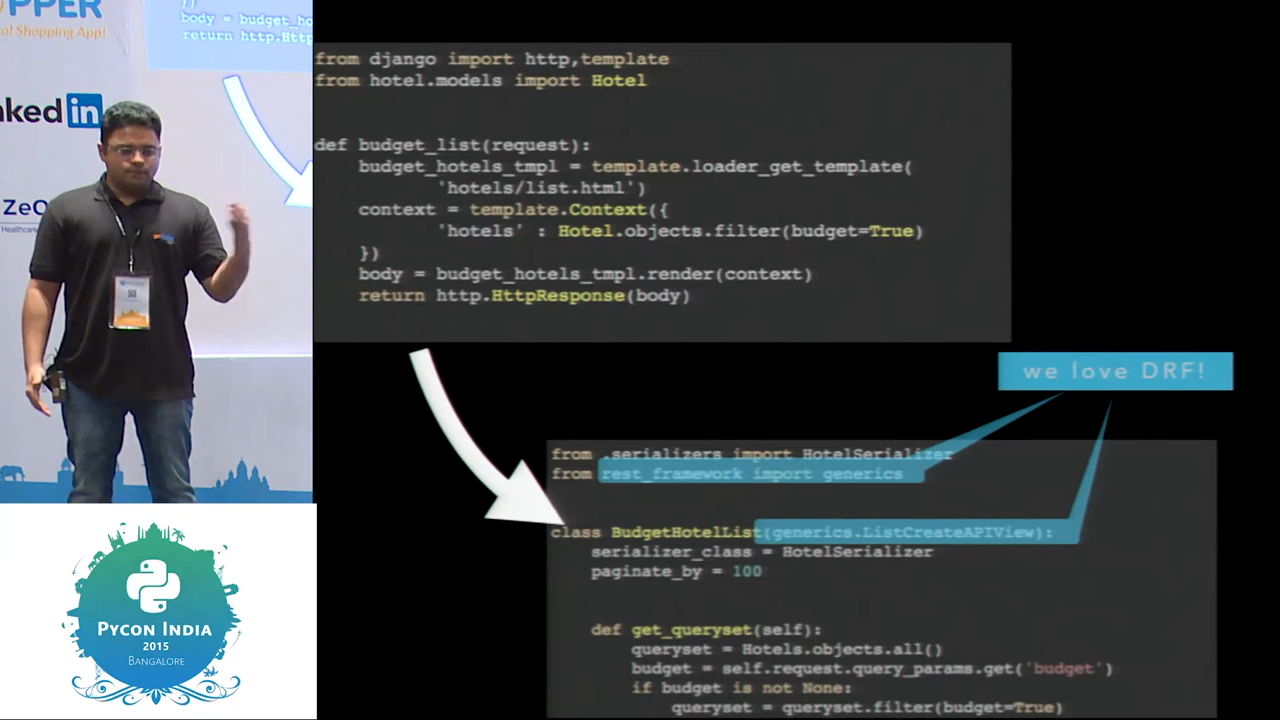 PPER
al Shopping App!
})
body = budget_ho
return http.Http
nked in
ZeO
Healthcare
from django import http,template
from hotel.models import Hotel
def budget_list(request):
budget_hotels_tmpl = template.loader_get_template(
'hotels/list.html')
context = template.Context({
'hotels' : Hotel.objects.filter(budget=True)
})
body = budget_hotels_tmpl.render(context)
return http.HttpResponse(body)
we love DRF!
from .serializers import HotelSerializer
from rest_framework import generics
class BudgetHotelList(generics.ListCreateAPIView):
serializer_class = HotelSerializer
paginate_by = 100
def get_queryset(self):
queryset = Hotels.objects.all()
budget = self.request.query_params.get('budget')
if budget is not None:
queryset = queryset.filter(budget=True)
PYCON INDIA
2015
BANGALORE